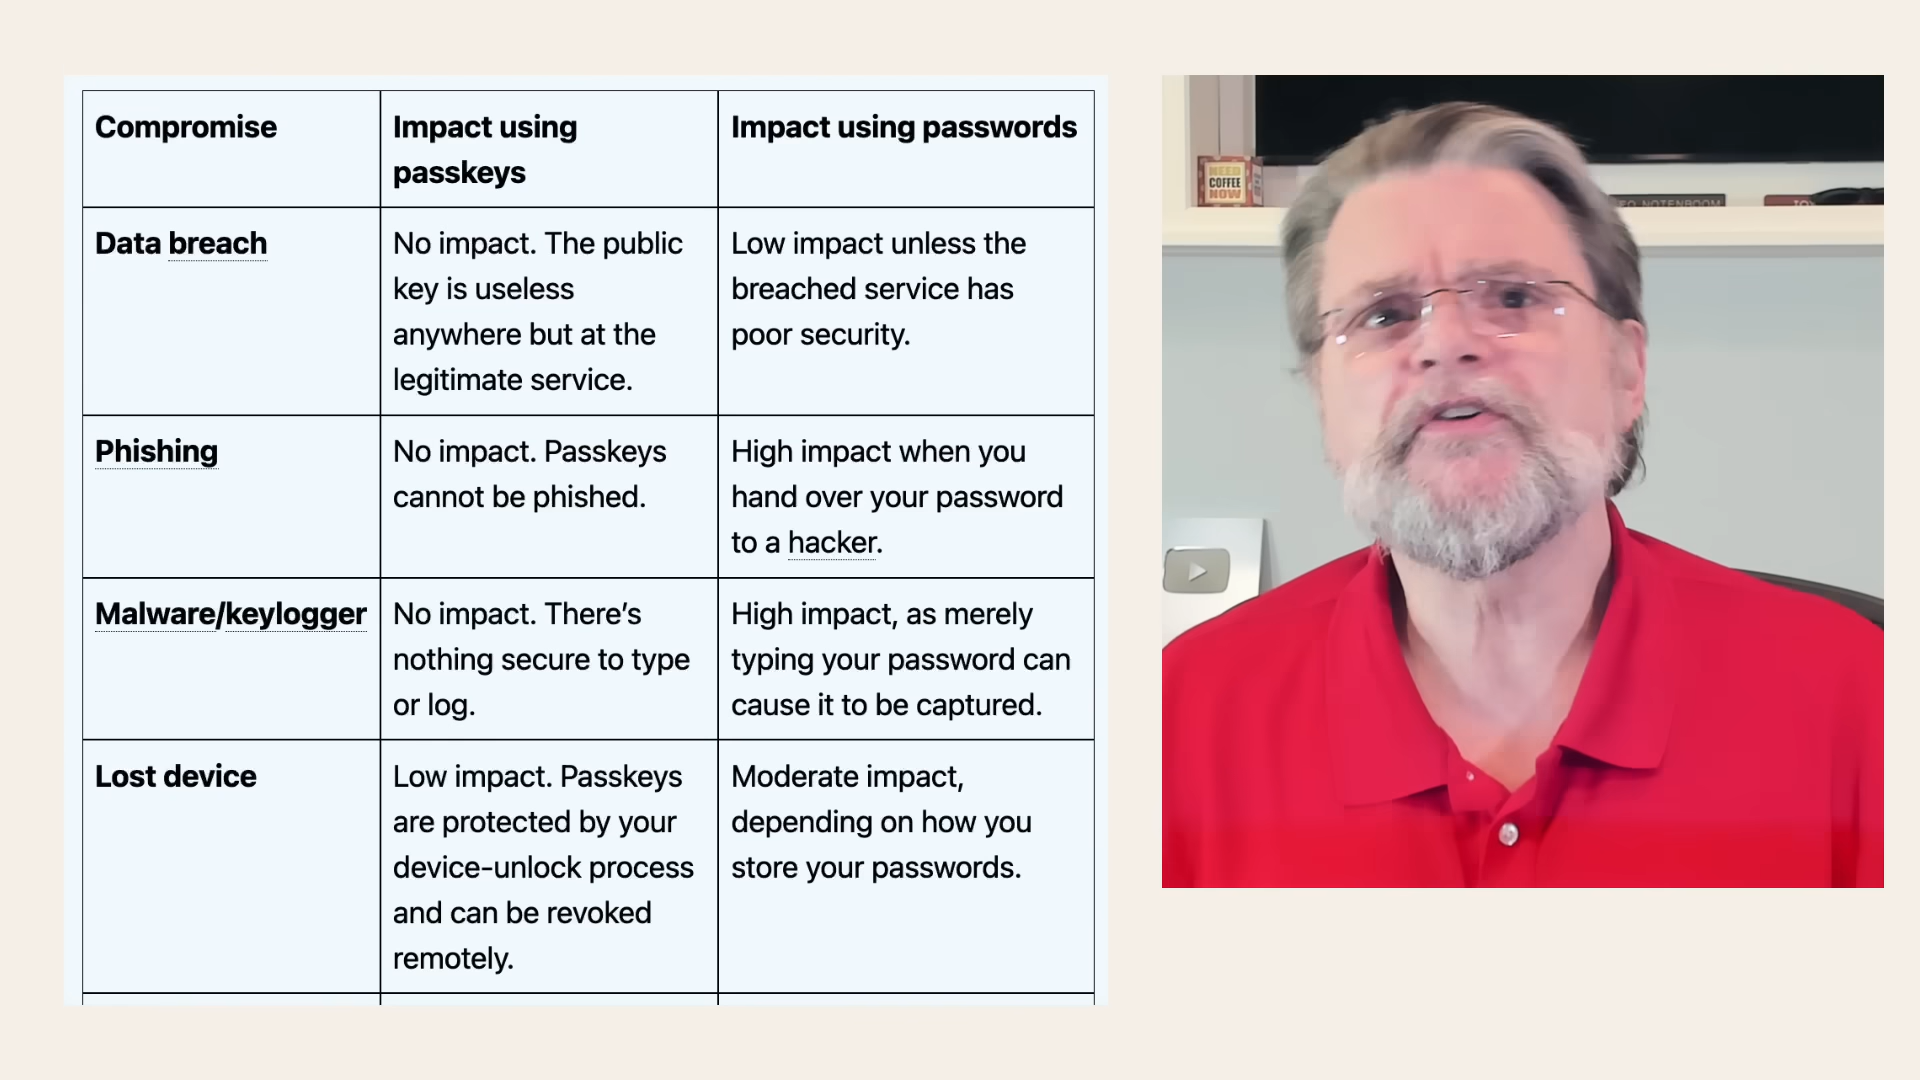 Compromise
Impact using
passkeys
Impact using passwords
Data breach
No impact. The public
key is useless
anywhere but at the
legitimate service.
Low impact unless the
breached service has
poor security.
Phishing
No impact. Passkeys
cannot be phished.
High impact when you
hand over your password
to a hacker.
Malware/keylogger
No impact. There’s
nothing secure to type
or log.
High impact, as merely
typing your password can
cause it to be captured.
Lost device
Low impact. Passkeys
are protected by your
device-unlock process
and can be revoked
remotely.
Moderate impact,
depending on how you
store your passwords.
NEED
COFFEE
NOW
NOTENBOOM